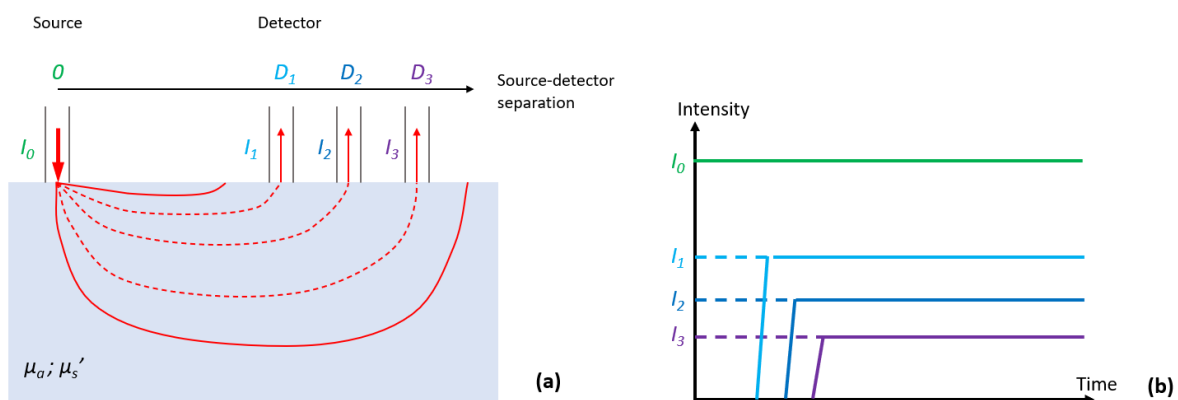 Source
Detector
0
D1
D2
D3
Source-detector
separation
I0
I1
I2
I3
μa ; μs′
(a)
Intensity
I0
I1
I2
I3
Time
(b)